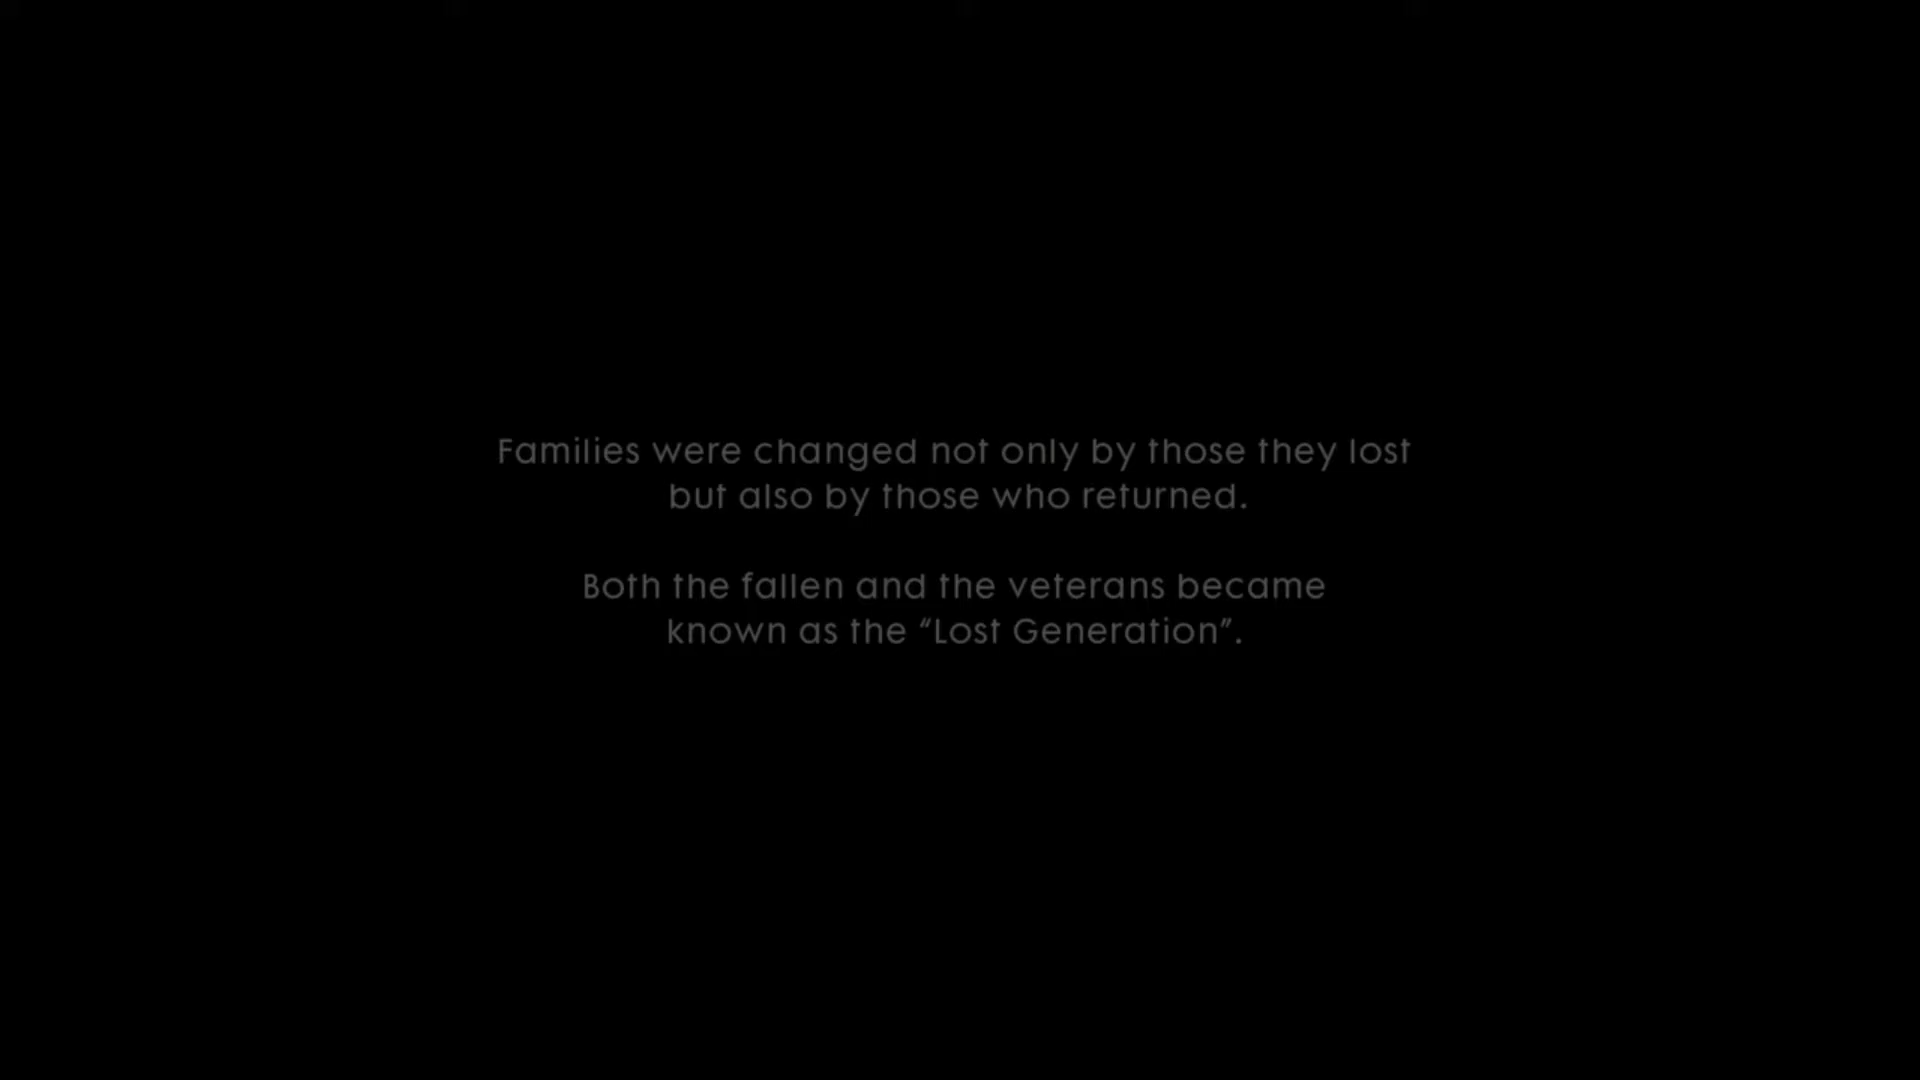 Families were changed not only by those they lost
but also by those who returned.
Both the fallen and the veterans became
known as the “Lost Generation”.